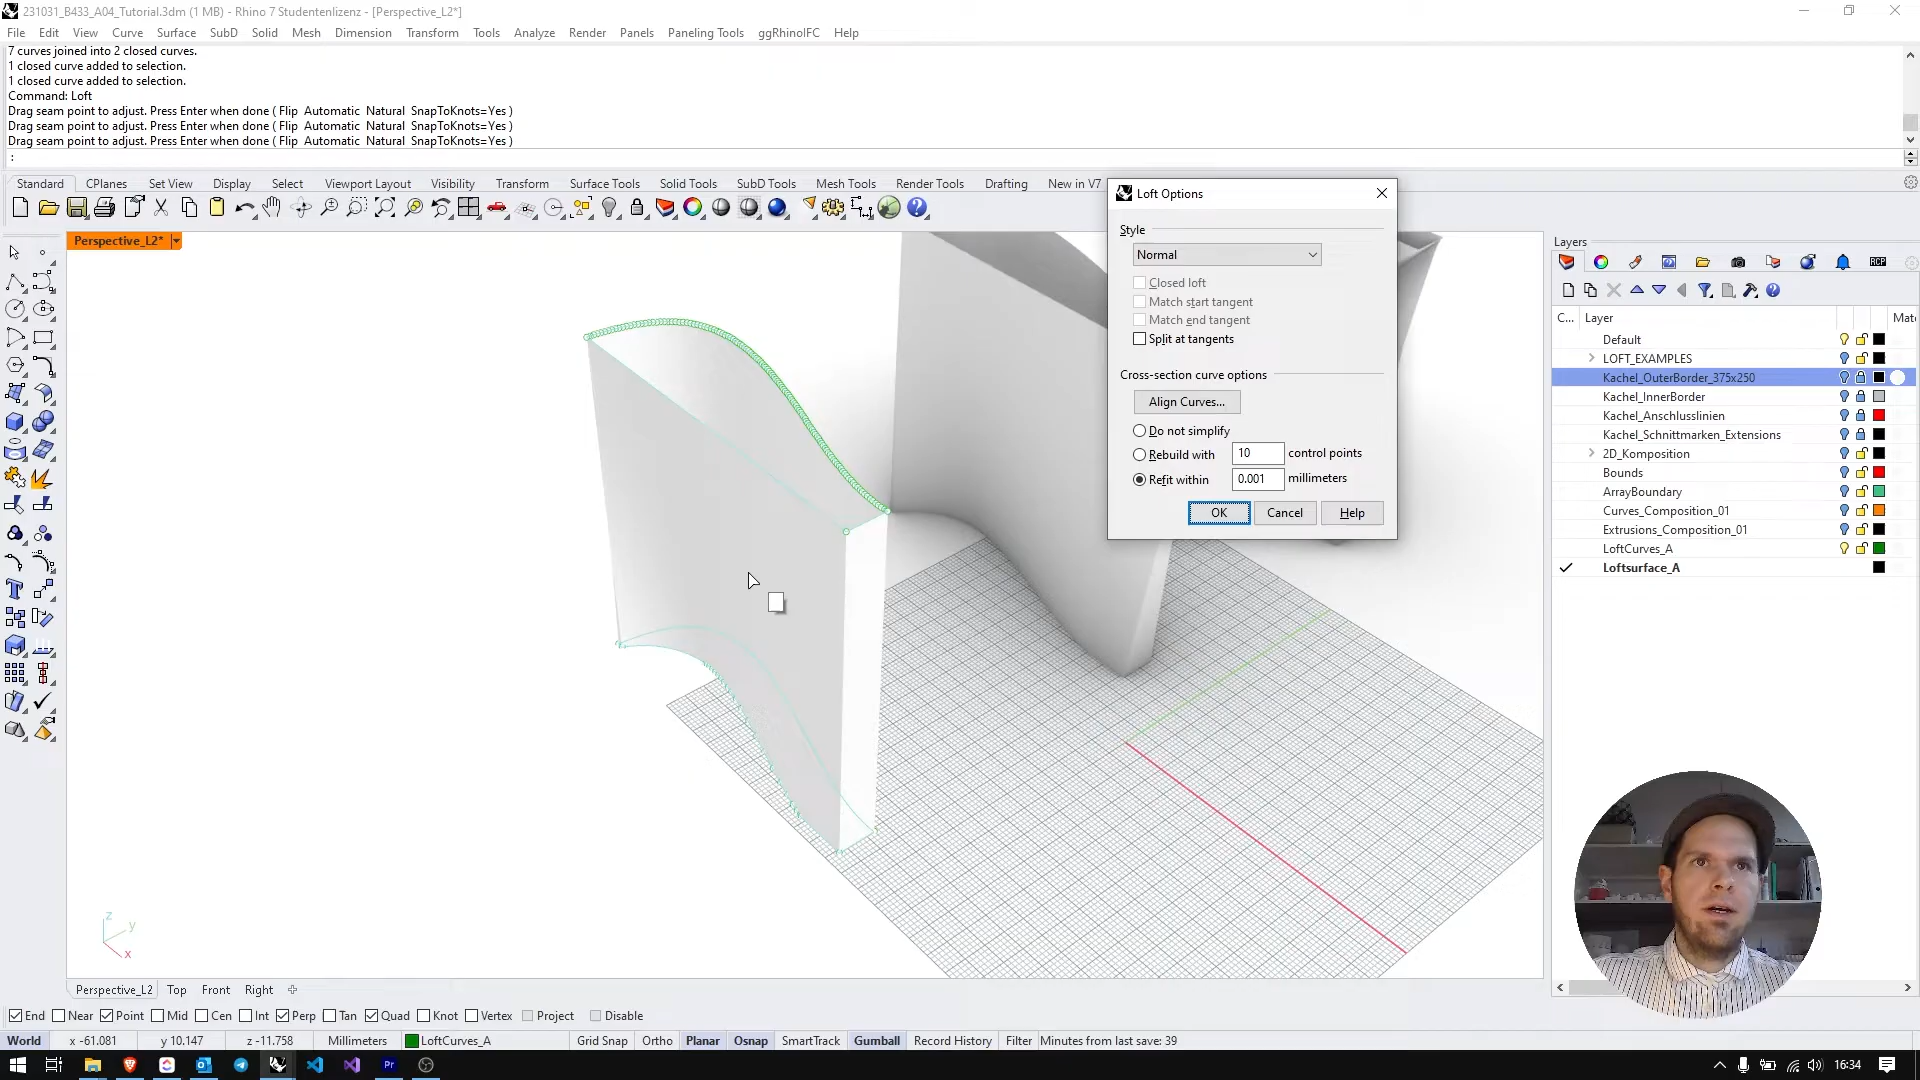 231031_B433_A04_Tutorial.3dm (1 MB) - Rhino 7 Studentenlizenz - [Perspective_L2*]
File Edit View Curve Surface SubD Solid Mesh Dimension Transform Tools Analyze Render Panels Paneling Tools ggRhinoIFC Help
7 curves joined into 2 closed curves.
1 closed curve added to selection.
1 closed curve added to selection.
Command: Loft
Drag seam point to adjust. Press Enter when done ( Flip Automatic Natural SnapToKnots=Yes )
Drag seam point to adjust. Press Enter when done ( Flip Automatic Natural SnapToKnots=Yes )
Drag seam point to adjust. Press Enter when done ( Flip Automatic Natural SnapToKnots=Yes )
:
Standard CPlanes Set View Display Select Viewport Layout Visibility Transform Surface Tools Solid Tools SubD Tools Mesh Tools Render Tools Drafting New in V7
Perspective_L2*
Loft Options
Style
Normal
Closed loft
Match start tangent
Match end tangent
Split at tangents
Cross-section curve options
Align Curves...
Do not simplify
Rebuild with 10 control points
Refit within 0.001 millimeters
OK Cancel Help
Layers
RCP
C... Layer Mat
Default
LOFT_EXAMPLES
Kachel_OuterBorder_375x250
Kachel_InnerBorder
Kachel_Anschlusslinien
Kachel_Schnittmarken_Extensions
2D_Komposition
Bounds
ArrayBoundary
Curves_Composition_01
Extrusions_Composition_01
LoftCurves_A
Loftsurface_A
z
y
x
Perspective_L2 Top Front Right
End Near Point Mid Cen Int Perp Tan Quad Knot Vertex Project Disable
World x -61.081 y 10.147 z -11.758 Millimeters LoftCurves_A Grid Snap Ortho Planar Osnap SmartTrack Gumball Record History Filter Minutes from last save: 39
Pr
16:34